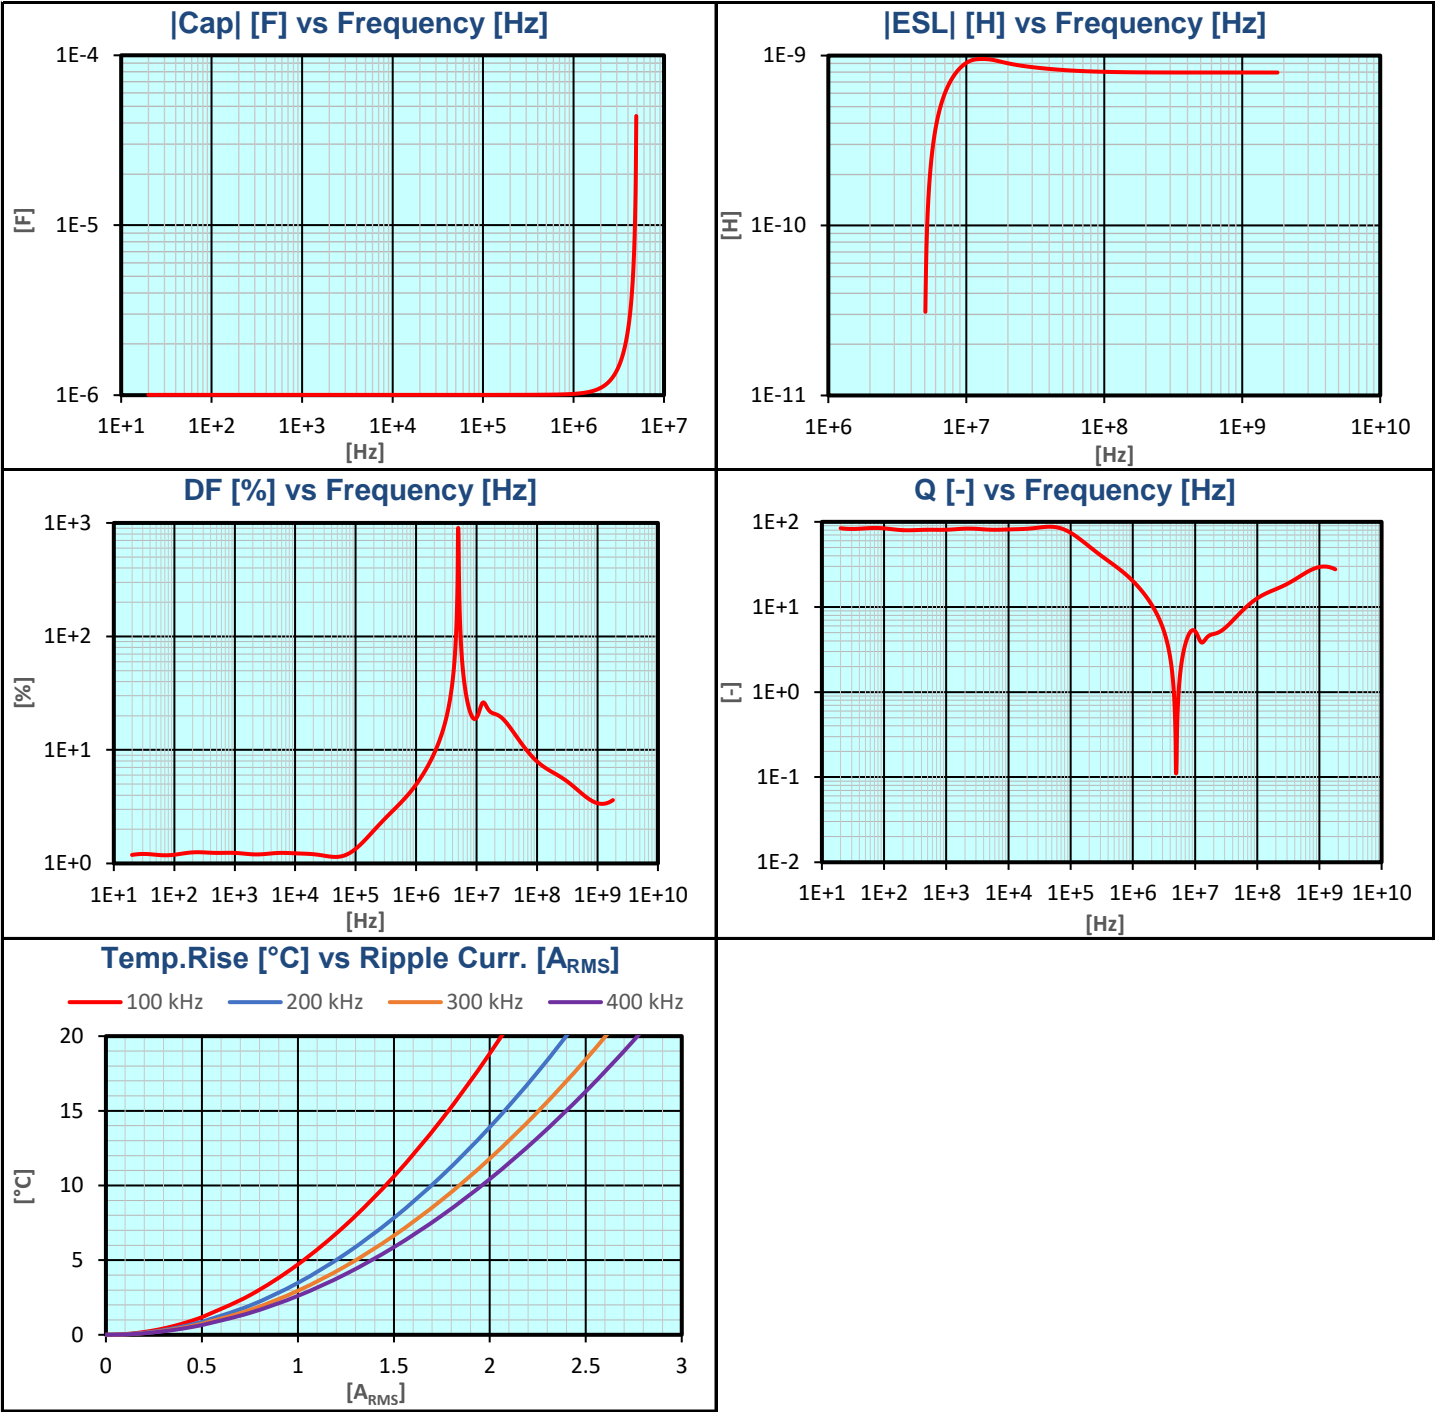 |Cap| [F] vs Frequency [Hz]
1E-4
1E-5
1E-6
[F]
1E+1 1E+2 1E+3 1E+4 1E+5 1E+6 1E+7
[Hz]
|ESL| [H] vs Frequency [Hz]
1E-9
1E-10
1E-11
[H]
1E+6 1E+7 1E+8 1E+9 1E+10
[Hz]
DF [%] vs Frequency [Hz]
1E+3
1E+2
1E+1
1E+0
[%]
1E+1 1E+2 1E+3 1E+4 1E+5 1E+6 1E+7 1E+8 1E+9 1E+10
[Hz]
Q [-] vs Frequency [Hz]
1E+2
1E+1
1E+0
1E-1
1E-2
[-]
1E+1 1E+2 1E+3 1E+4 1E+5 1E+6 1E+7 1E+8 1E+9 1E+10
[Hz]
Temp.Rise [°C] vs Ripple Curr. [ARMS]
100 kHz 200 kHz 300 kHz 400 kHz
20
15
10
5
0
[°C]
0 0.5 1 1.5 2 2.5 3
[ARMS]